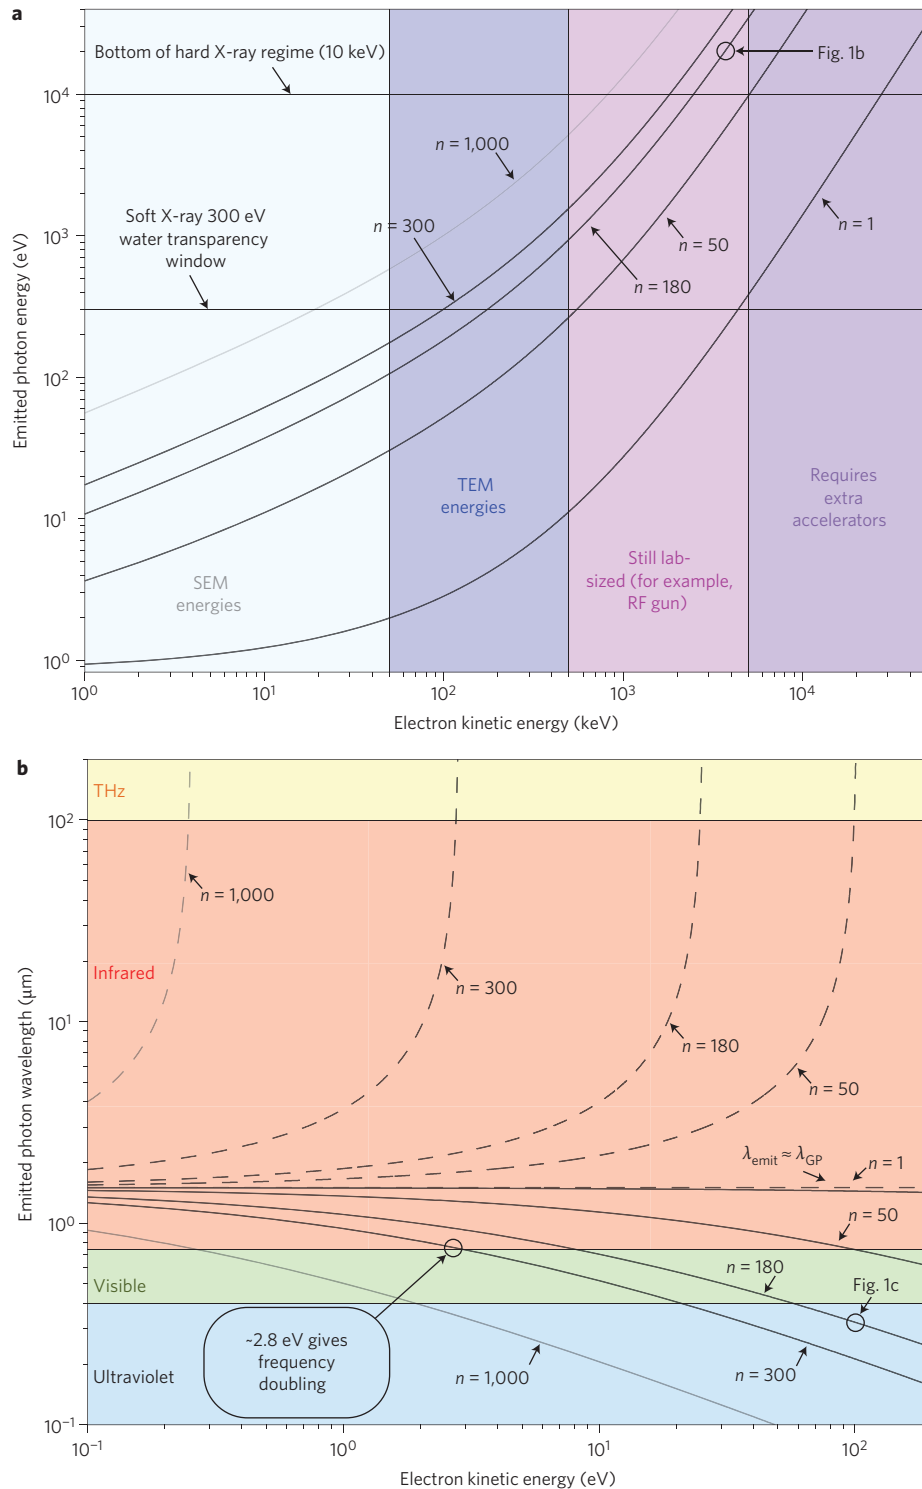 a
Bottom of hard X-ray regime (10 keV)
Fig. 1b
10⁴
n = 1,000
Soft X-ray 300 eV
water transparency
window
n = 300
n = 1
10³
n = 50
n = 180
Emitted photon energy (eV)
10²
TEM
energies
Requires
extra
accelerators
10¹
Still lab-
sized (for example,
RF gun)
SEM
energies
10⁰
10⁰ 10¹ 10² 10³ 10⁴
Electron kinetic energy (keV)
b
THz
10²
n = 1,000
Infrared
n = 300
10¹
n = 180
n = 50
Emitted photon wavelength (μm)
λemit ≈ λGP
n = 1
n = 50
10⁰
n = 180
Visible
Fig. 1c
~2.8 eV gives
frequency
doubling
Ultraviolet
n = 1,000
n = 300
10⁻¹
10⁻¹ 10⁰ 10¹ 10²
Electron kinetic energy (eV)